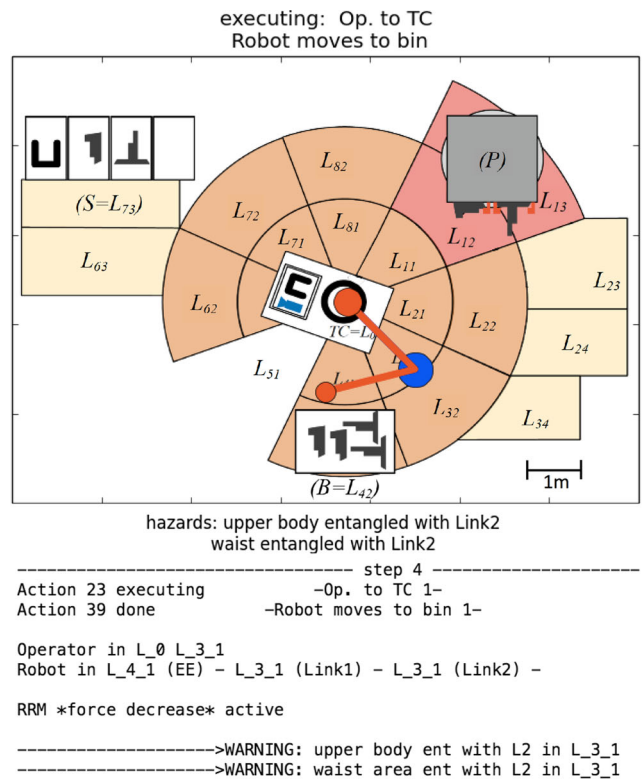 executing: Op. to TC
Robot moves to bin
L82
(P)
(S=L73)
L72
L13
L71
L81
L12
L63
L11
L23
L62
L21
L22
TC=L0
L24
L51
L32
L34
(B=L42)
1m
hazards: upper body entangled with Link2
waist entangled with Link2
----------------------------------- step 4 ----------------------
Action 23 executing -Op. to TC 1-
Action 39 done -Robot moves to bin 1-
Operator in L_0 L_3_1
Robot in L_4_1 (EE) - L_3_1 (Link1) - L_3_1 (Link2) -
RRM *force decrease* active
-------------------->WARNING: upper body ent with L2 in L_3_1
-------------------->WARNING: waist area ent with L2 in L_3_1